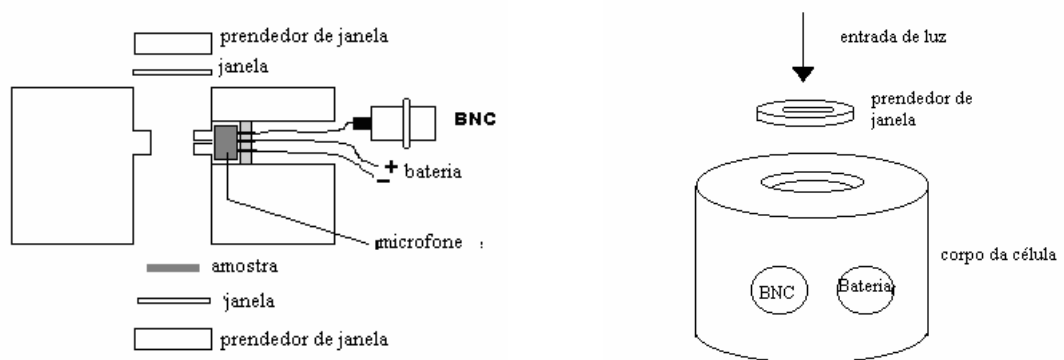 prendedor de janela
janela
BNC
+
bateria
−
microfone
amostra
janela
prendedor de janela
entrada de luz
prendedor de
janela
corpo da célula
BNC
Bateria